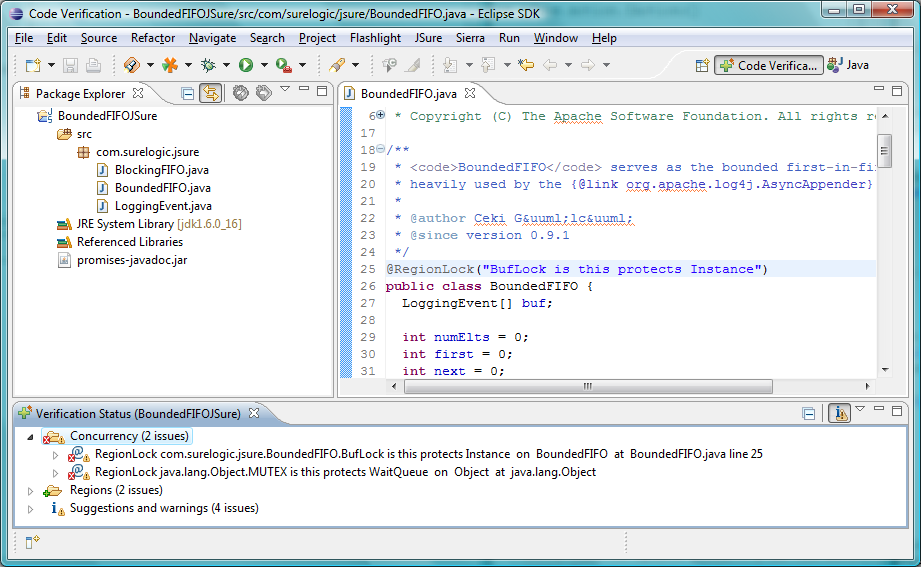 Code Verification - BoundedFIFOJSure/src/com/surelogic/jsure/BoundedFIFO.java - Eclipse SDK
File Edit Source Refactor Navigate Search Project Flashlight JSure Sierra Run Window Help
Code Verifica... Java
Package Explorer
BoundedFIFOJSure
src
com.surelogic.jsure
BlockingFIFO.java
BoundedFIFO.java
LoggingEvent.java
JRE System Library [jdk1.6.0_16]
Referenced Libraries
promises-javadoc.jar
BoundedFIFO.java
6 * Copyright (C) The Apache Software Foundation. All rights r
17
18 /**
19 * <code>BoundedFIFO</code> serves as the bounded first-in-fi
20 * heavily used by the {@link org.apache.log4j.AsyncAppender}
21 *
22 * @author Ceki G&uuml;lc&uuml;
23 * @since version 0.9.1
24 */
25 @RegionLock("BufLock is this protects Instance")
26 public class BoundedFIFO {
27 LoggingEvent[] buf;
28
29 int numElts = 0;
30 int first = 0;
31 int next = 0;
Verification Status (BoundedFIFOJSure)
Concurrency (2 issues)
RegionLock com.surelogic.jsure.BoundedFIFO.BufLock is this protects Instance on BoundedFIFO at BoundedFIFO.java line 25
RegionLock java.lang.Object.MUTEX is this protects WaitQueue on Object at java.lang.Object
Regions (2 issues)
Suggestions and warnings (4 issues)